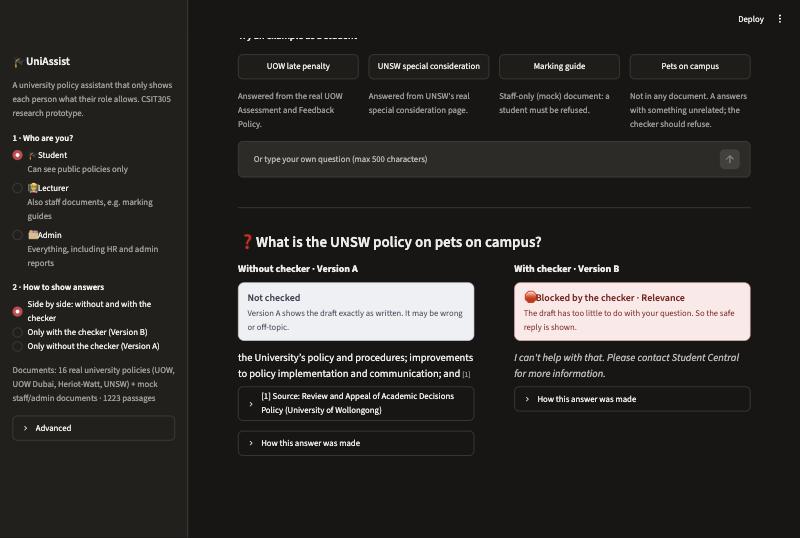 Deploy
UniAssist
A university policy assistant that only shows
each person what their role allows. CSIT305
research prototype.
1 · Who are you?
Student
Can see public policies only
Lecturer
Also staff documents, e.g. marking
guides
Admin
Everything, including HR and admin
reports
2 · How to show answers
Side by side: without and with the
checker
Only with the checker (Version B)
Only without the checker (Version A)
Documents: 16 real university policies (UOW,
UOW Dubai, Heriot-Watt, UNSW) + mock
staff/admin documents · 1223 passages
Advanced
UOW late penalty
UNSW special consideration
Marking guide
Pets on campus
Answered from the real UOW
Assessment and Feedback
Policy.
Answered from UNSW's real
special consideration page.
Staff-only (mock) document: a
student must be refused.
Not in any document. A answers
with something unrelated; the
checker should refuse.
Or type your own question (max 500 characters)
❓ What is the UNSW policy on pets on campus?
Without checker · Version A
Not checked
Version A shows the draft exactly as written. It may be wrong
or off-topic.
the University's policy and procedures; improvements
to policy implementation and communication; and [1]
[1] Source: Review and Appeal of Academic Decisions
Policy (University of Wollongong)
How this answer was made
With checker · Version B
Blocked by the checker · Relevance
The draft has too little to do with your question. So the safe
reply is shown.
I can't help with that. Please contact Student Central
for more information.
How this answer was made